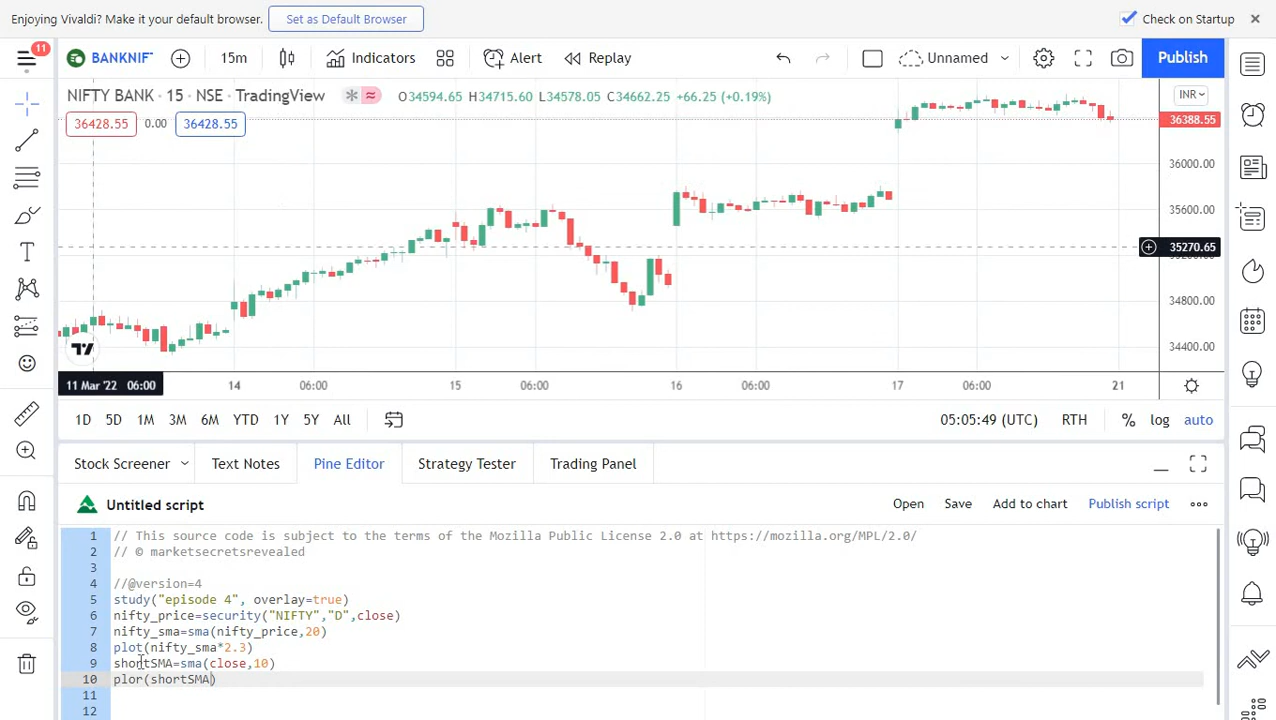 Enjoying Vivaldi? Make it your default browser. Set as Default Browser Check on Startup
11 BANKNIF 15m Indicators Alert Replay Unnamed Publish
NIFTY BANK · 15 · NSE · TradingView O34594.65 H34715.60 L34578.05 C34662.25 +66.25 (+0.19%) INR
36428.55 0.00 36428.55
36388.55
36000.00
35600.00
35270.65
34800.00
34400.00
11 Mar '22 06:00 14 06:00 15 06:00 16 06:00 17 06:00 21
1D 5D 1M 3M 6M YTD 1Y 5Y All 05:05:49 (UTC) RTH % log auto
Stock Screener Text Notes Pine Editor Strategy Tester Trading Panel
Untitled script Open Save Add to chart Publish script
1 // This source code is subject to the terms of the Mozilla Public License 2.0 at https://mozilla.org/MPL/2.0/
2 // © marketsecretsrevealed
3
4 //@version=4
5 study("episode 4", overlay=true)
6 nifty_price=security("NIFTY","D",close)
7 nifty_sma=sma(nifty_price,20)
8 plot(nifty_sma*2.3)
9 shortSMA=sma(close,10)
10 plor(shortSMA)
11
12